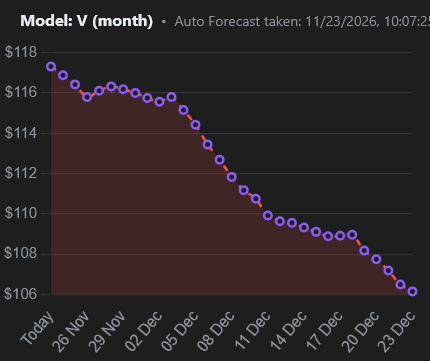 Model: V (month) • Auto Forecast taken: 11/23/2026, 10:07:25
$118
$116
$114
$112
$110
$108
$106
Today
26 Nov
29 Nov
02 Dec
05 Dec
08 Dec
11 Dec
14 Dec
17 Dec
20 Dec
23 Dec